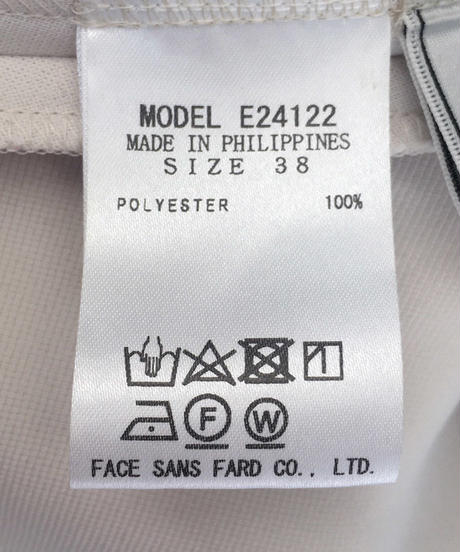 MODEL E24122
MADE IN PHILIPPINES
SIZE 38
POLYESTER 100%
F W
FACE SANS FARD CO., LTD.